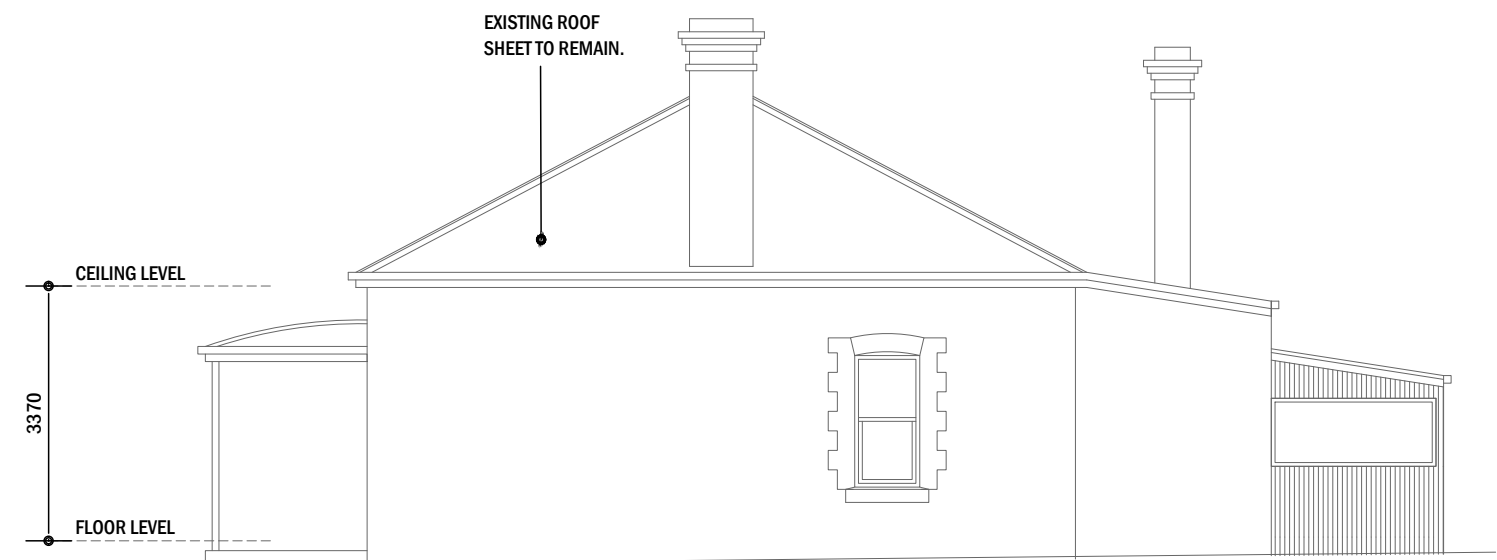 EXISTING ROOF
SHEET TO REMAIN.
CEILING LEVEL
3370
FLOOR LEVEL